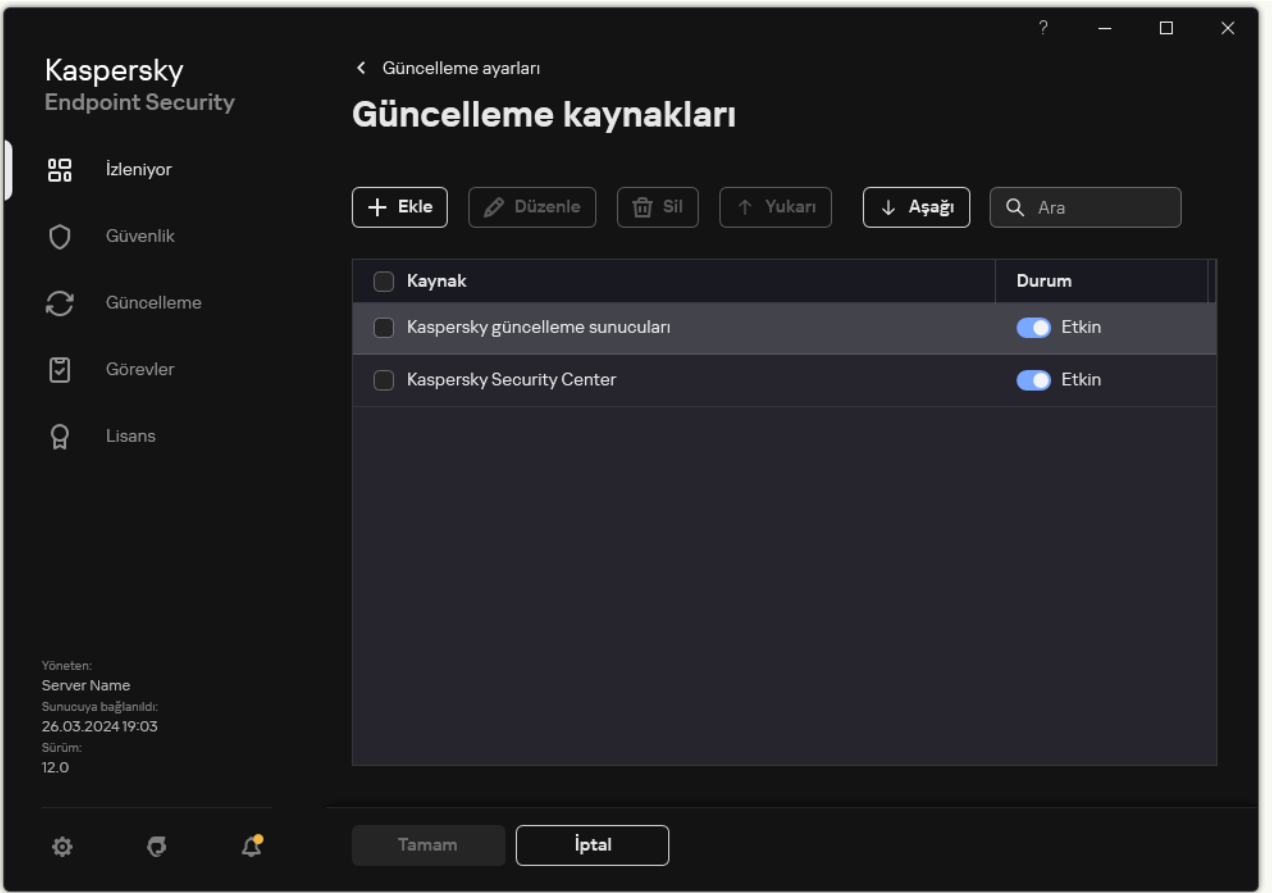 ?
Kaspersky
Endpoint Security
İzleniyor
Güvenlik
Güncelleme
Görevler
Lisans
Yöneten:
Server Name
Sunucuya bağlanıldı:
26.03.2024 19:03
Sürüm:
12.0
Güncelleme ayarları
Güncelleme kaynakları
Ekle Düzenle Sil Yukarı Aşağı Ara
Kaynak Durum
Kaspersky güncelleme sunucuları Etkin
Kaspersky Security Center Etkin
Tamam İptal